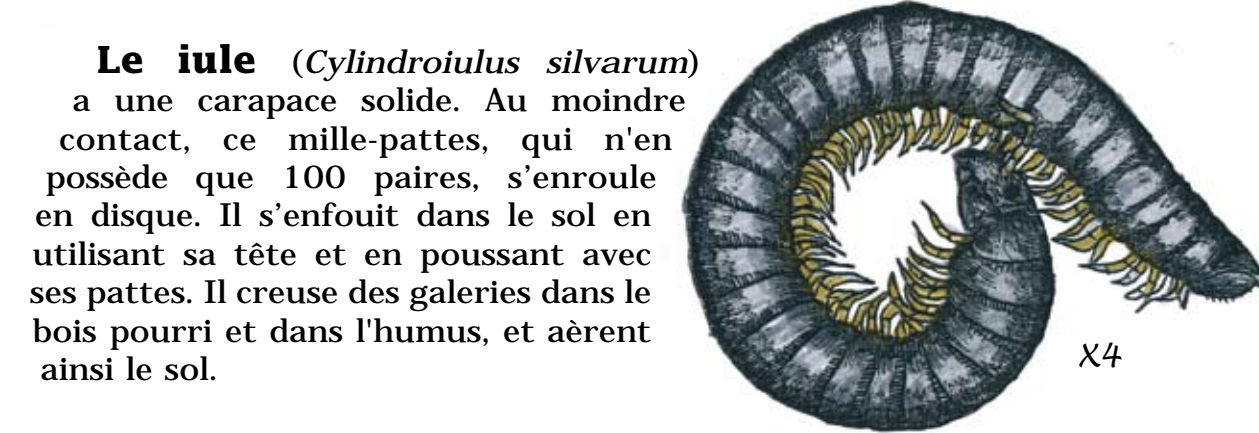 Le iule (Cylindroiulus silvarum)
a une carapace solide. Au moindre
contact, ce mille-pattes, qui n'en
possède que 100 paires, s’enroule
en disque. Il s’enfouit dans le sol en
utilisant sa tête et en poussant avec
ses pattes. Il creuse des galeries dans le
bois pourri et dans l'humus, et aèrent
ainsi le sol.
X4